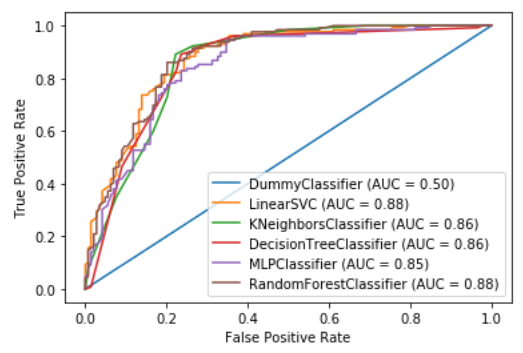 1.0
0.8
0.6
0.4
0.2
0.0
True Positive Rate
DummyClassifier (AUC = 0.50)
LinearSVC (AUC = 0.88)
KNeighborsClassifier (AUC = 0.86)
DecisionTreeClassifier (AUC = 0.86)
MLPClassifier (AUC = 0.85)
RandomForestClassifier (AUC = 0.88)
0.0 0.2 0.4 0.6 0.8 1.0
False Positive Rate